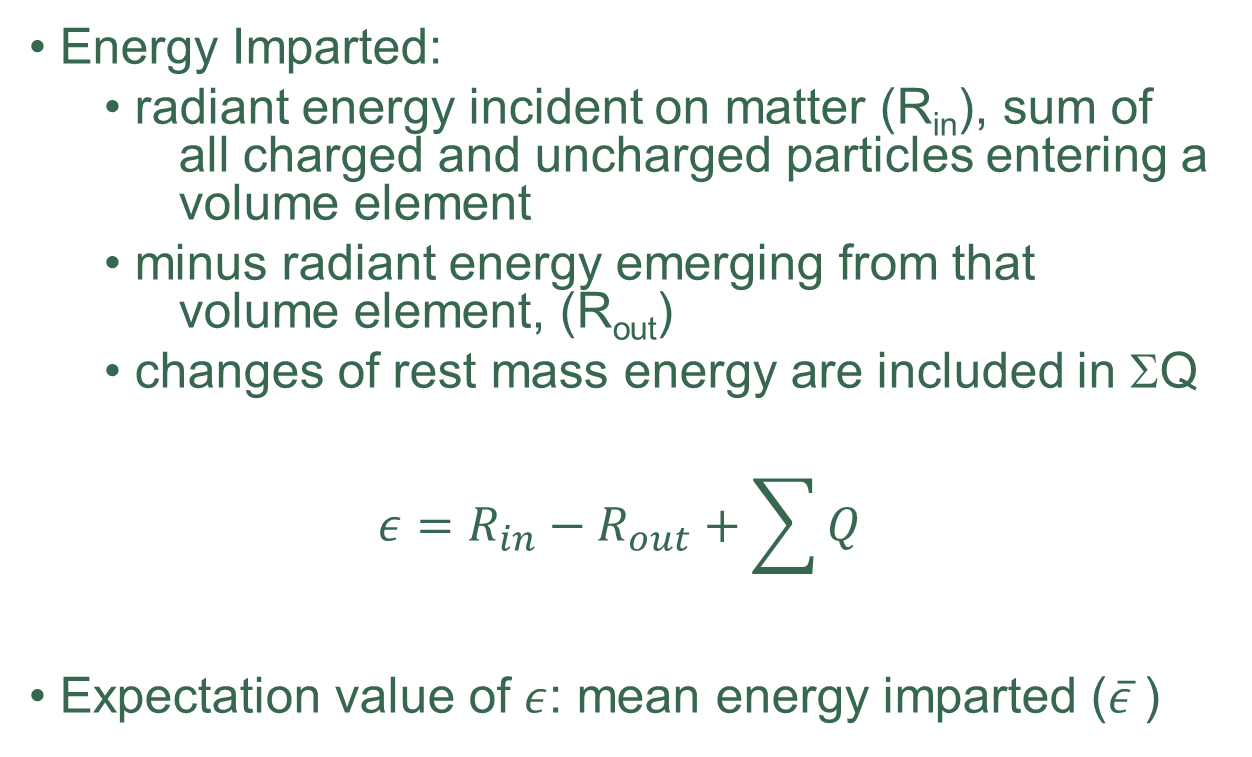 • Energy Imparted:
• radiant energy incident on matter (Rin), sum of
all charged and uncharged particles entering a
volume element
• minus radiant energy emerging from that
volume element, (Rout)
• changes of rest mass energy are included in ΣQ
ϵ = Rin − Rout + ∑ Q
• Expectation value of ϵ: mean energy imparted (ϵ̄ )